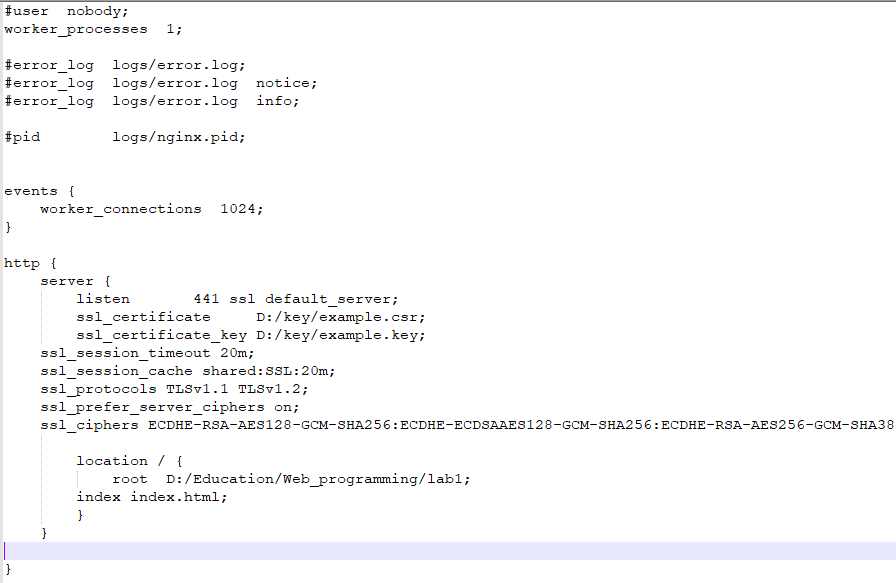 #user  nobody;
worker_processes  1;
#error_log  logs/error.log;
#error_log  logs/error.log  notice;
#error_log  logs/error.log  info;
#pid        logs/nginx.pid;
events {
    worker_connections  1024;
}
http {
    server {
        listen       441 ssl default_server;
        ssl_certificate     D:/key/example.csr;
        ssl_certificate_key D:/key/example.key;
    ssl_session_timeout 20m;
    ssl_session_cache shared:SSL:20m;
    ssl_protocols TLSv1.1 TLSv1.2;
    ssl_prefer_server_ciphers on;
    ssl_ciphers ECDHE-RSA-AES128-GCM-SHA256:ECDHE-ECDSAAES128-GCM-SHA256:ECDHE-RSA-AES256-GCM-SHA38
        location / {
            root  D:/Education/Web_programming/lab1;
        index index.html;
        }
    }
}